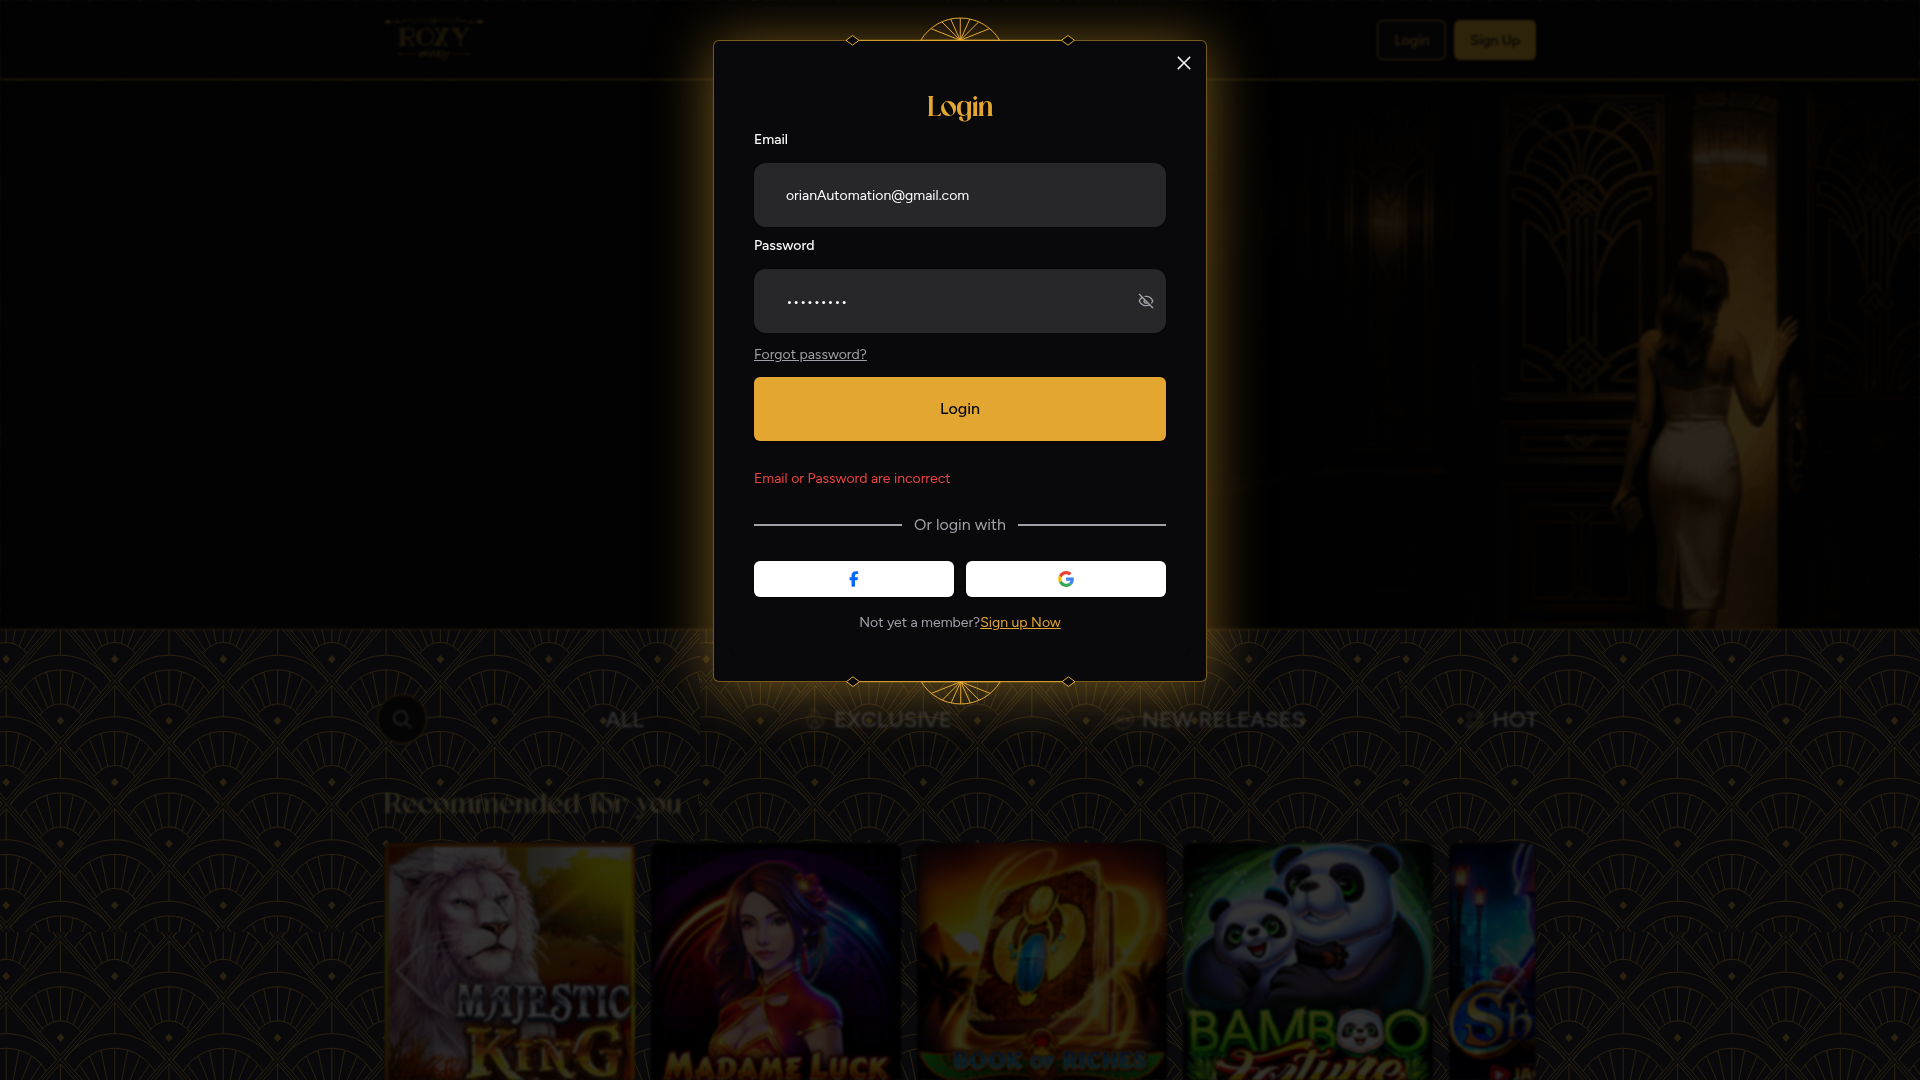 ROXY
Login
Sign Up
Login
Email
orianAutomation@gmail.com
Password
Forgot password?
Login
Email or Password are incorrect
Or login with
Not yet a member?Sign up Now
ALL
EXCLUSIVE
NEW RELEASES
HOT
Recommended for you
MAJESTIC
KING
MADAME LUCK
BOOK OF RICHES
BAMBOO
Fortune
Sh
JA